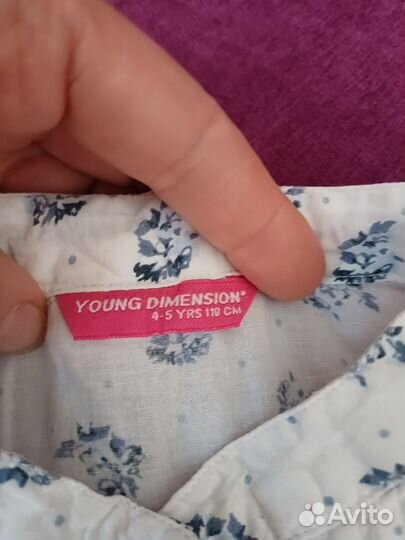 YOUNG DIMENSION®
4-5 YRS 110 CM
Avito